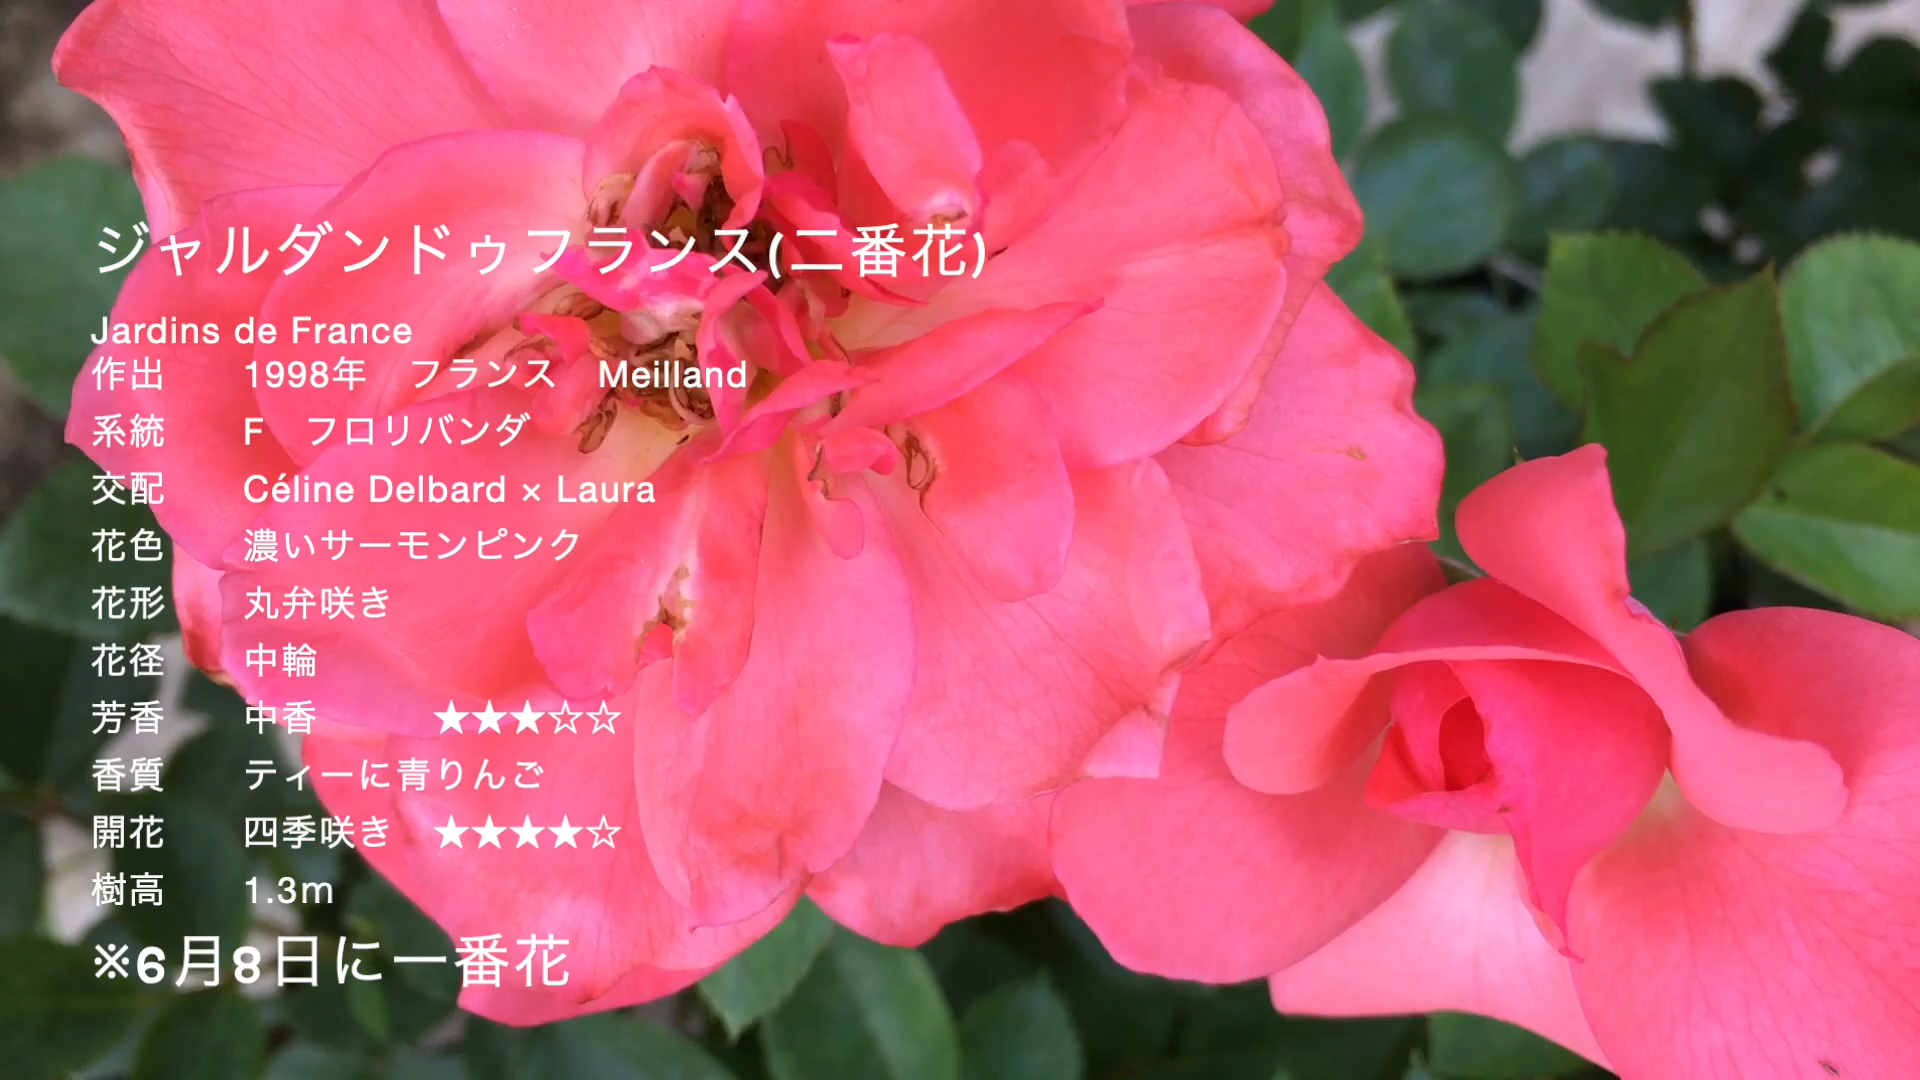 ジャルダンドゥフランス(二番花)
Jardins de France
作出　1998年　フランス　Meilland
系統　F　フロリバンダ
交配　Céline Delbard × Laura
花色　濃いサーモンピンク
花形　丸弁咲き
花径　中輪
芳香　中香　★★★☆☆
香質　ティーに青りんご
開花　四季咲き　★★★★☆
樹高　1.3m
※6月8日に一番花